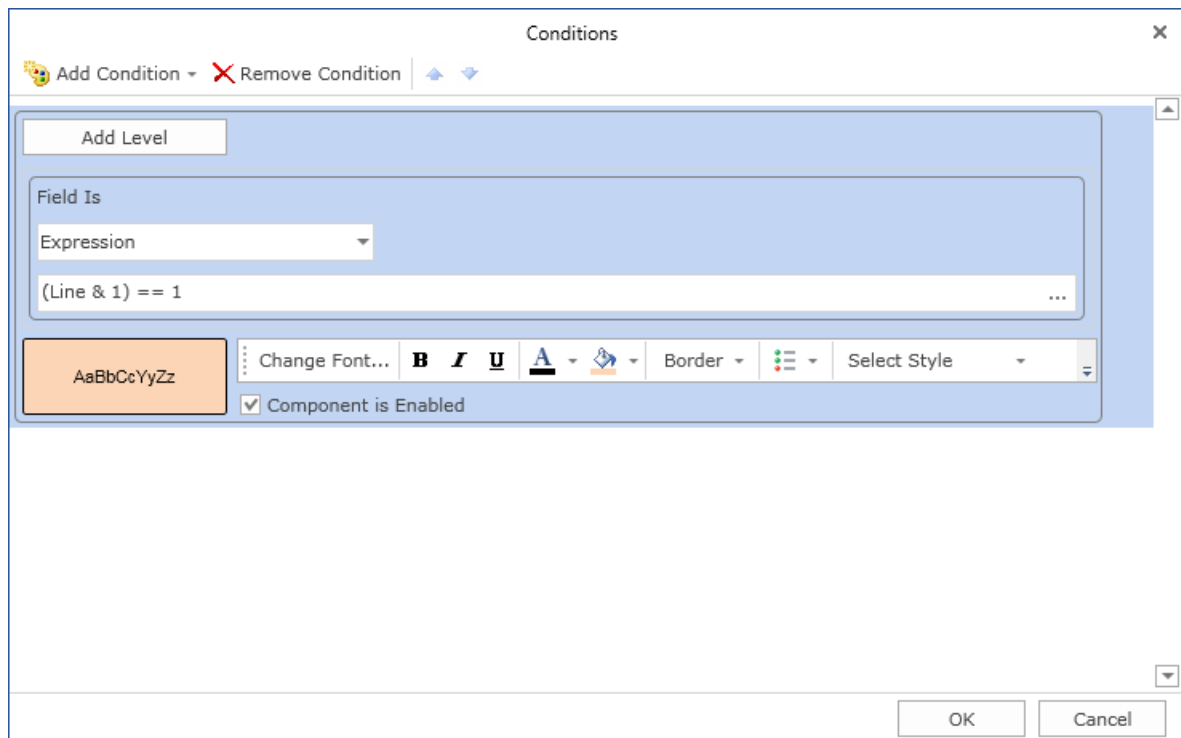 Conditions
Add Condition Remove Condition
Add Level
Field Is
Expression
(Line & 1) == 1
...
AaBbCcYyZz
Change Font... B I U A Border Select Style
Component is Enabled
OK Cancel